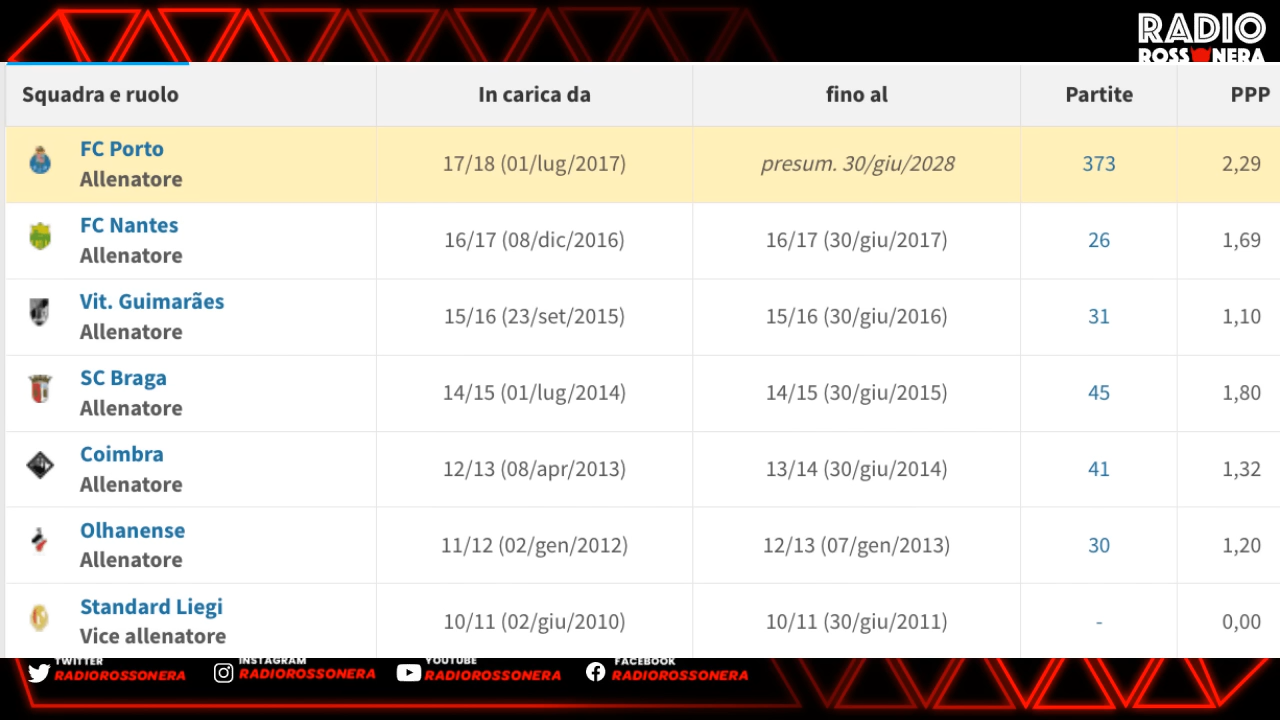 RADIO
ROSSONERA
Squadra e ruolo In carica da fino al Partite PPP
FC Porto
Allenatore 17/18 (01/lug/2017) presum. 30/giu/2028 373 2,29
FC Nantes
Allenatore 16/17 (08/dic/2016) 16/17 (30/giu/2017) 26 1,69
Vit. Guimarães
Allenatore 15/16 (23/set/2015) 15/16 (30/giu/2016) 31 1,10
SC Braga
Allenatore 14/15 (01/lug/2014) 14/15 (30/giu/2015) 45 1,80
Coimbra
Allenatore 12/13 (08/apr/2013) 13/14 (30/giu/2014) 41 1,32
Olhanense
Allenatore 11/12 (02/gen/2012) 12/13 (07/gen/2013) 30 1,20
Standard Liegi
Vice allenatore 10/11 (02/giu/2010) 10/11 (30/giu/2011) - 0,00
TWITTER INSTAGRAM YOUTUBE FACEBOOK
RADIOROSSONERA RADIOROSSONERA RADIOROSSONERA RADIOROSSONERA